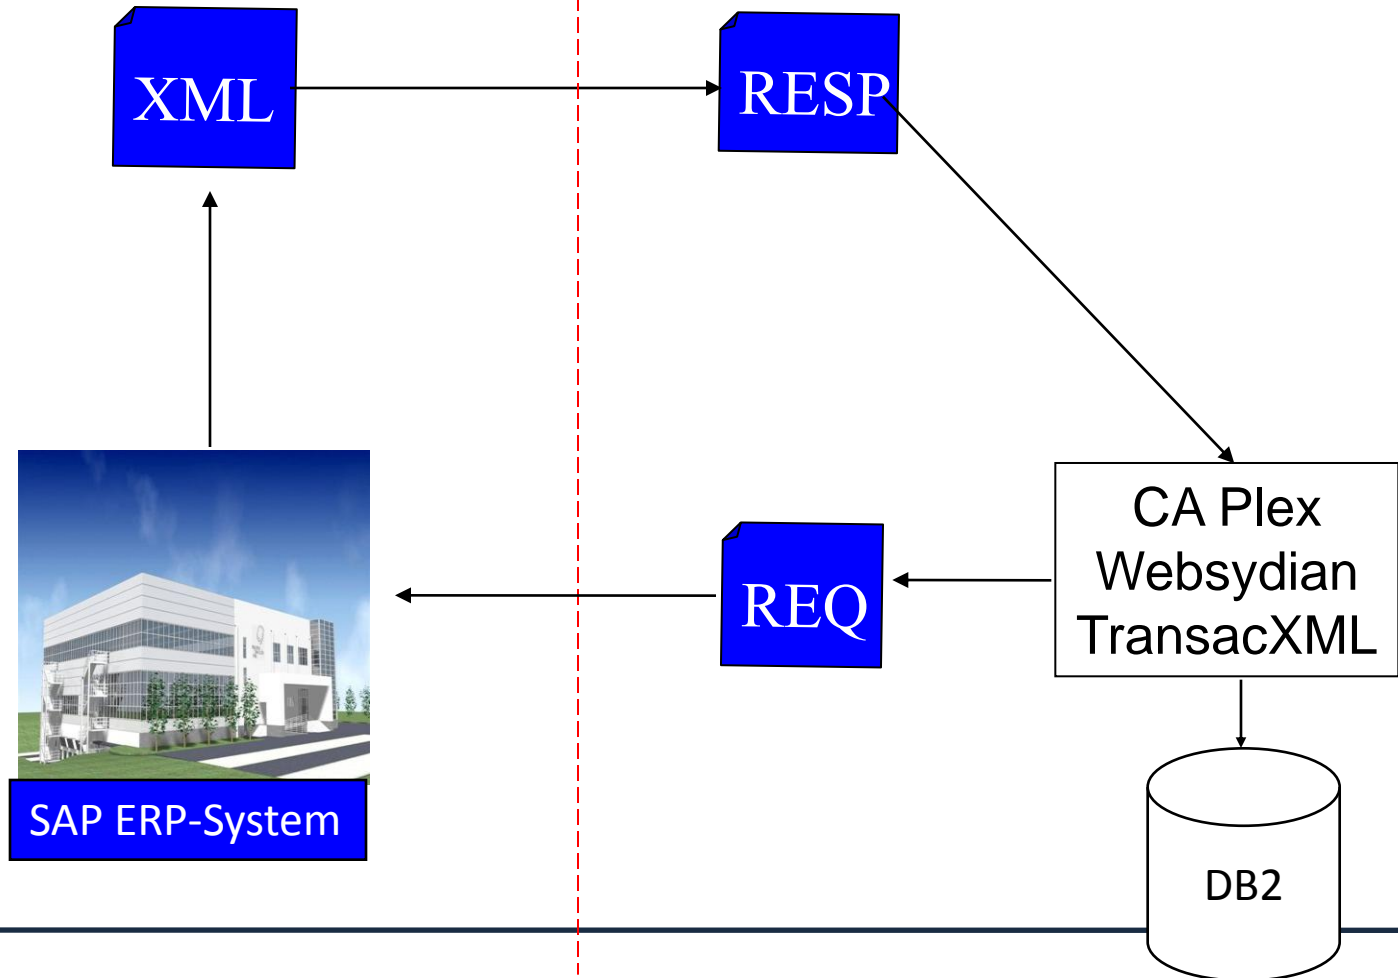 XML
RESP
CA Plex
Websydian
TransacXML
REQ
SAP ERP-System
DB2